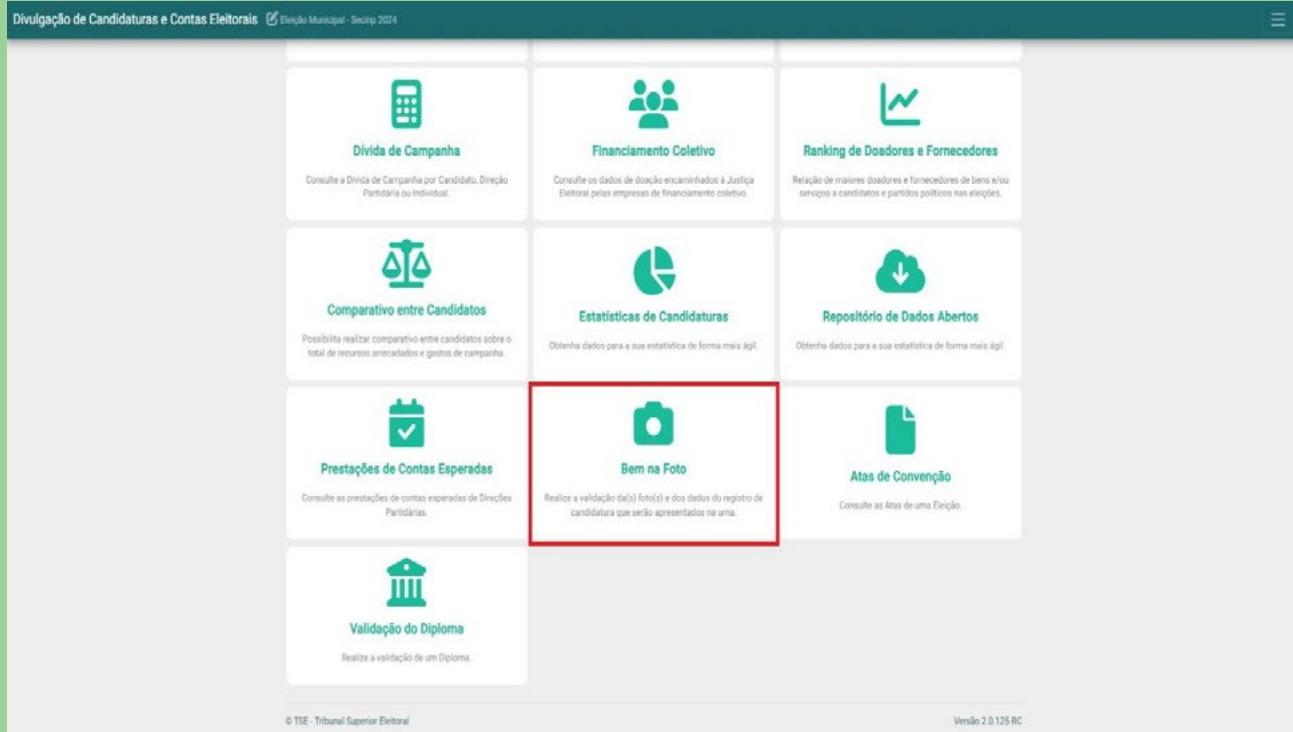 Divulgação de Candidaturas e Contas Eleitorais Eleição Municipal - Secinp 2024
Dívida de Campanha
Consulte a Dívida de Campanha por Candidato, Direção
Partidária ou Individual.
Financiamento Coletivo
Consulte os dados de doação encaminhados à Justiça
Eleitoral pelas empresas de financiamento coletivo.
Ranking de Doadores e Fornecedores
Relação de maiores doadores e fornecedores de bens e/ou
serviços a candidatos e partidos políticos nas eleições.
Comparativo entre Candidatos
Possibilita realizar comparativo entre candidatos sobre o
total de recursos arrecadados e gastos de campanha.
Estatísticas de Candidaturas
Obtenha dados para a sua estatística de forma mais ágil.
Repositório de Dados Abertos
Obtenha dados para a sua estatística de forma mais ágil.
Prestações de Contas Esperadas
Consulte as prestações de contas esperadas de Direções
Partidárias.
Bem na Foto
Realize a validação da(s) foto(s) e dos dados do registro de
candidatura que serão apresentados na urna.
Atas de Convenção
Consulte as Atas de uma Eleição.
Validação do Diploma
Realize a validação de um Diploma.
© TSE - Tribunal Superior Eleitoral
Versão 2.0.125-RC